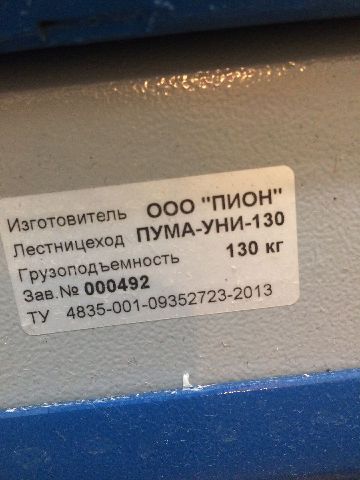 Изготовитель ООО "ПИОН"
Лестницеход ПУМА-УНИ-130
Грузоподъемность 130 кг
Зав.№ 000492
ТУ 4835-001-09352723-2013